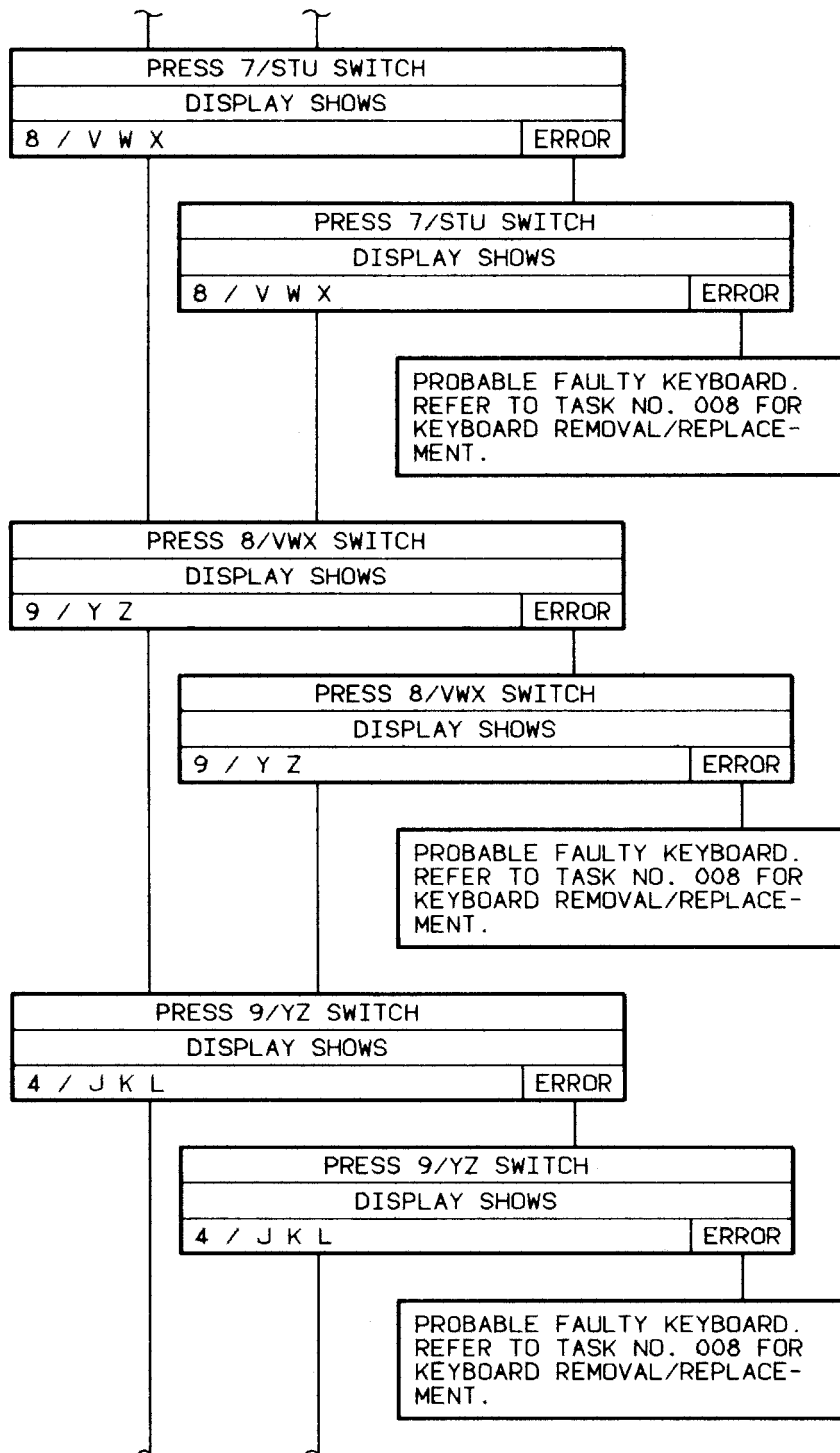 PRESS 7/STU SWITCH
DISPLAY SHOWS
8 / V W X ERROR
PRESS 7/STU SWITCH
DISPLAY SHOWS
8 / V W X ERROR
PROBABLE FAULTY KEYBOARD.
REFER TO TASK NO. 008 FOR
KEYBOARD REMOVAL/REPLACE-
MENT.
PRESS 8/VWX SWITCH
DISPLAY SHOWS
9 / Y Z ERROR
PRESS 8/VWX SWITCH
DISPLAY SHOWS
9 / Y Z ERROR
PROBABLE FAULTY KEYBOARD.
REFER TO TASK NO. 008 FOR
KEYBOARD REMOVAL/REPLACE-
MENT.
PRESS 9/YZ SWITCH
DISPLAY SHOWS
4 / J K L ERROR
PRESS 9/YZ SWITCH
DISPLAY SHOWS
4 / J K L ERROR
PROBABLE FAULTY KEYBOARD.
REFER TO TASK NO. 008 FOR
KEYBOARD REMOVAL/REPLACE-
MENT.